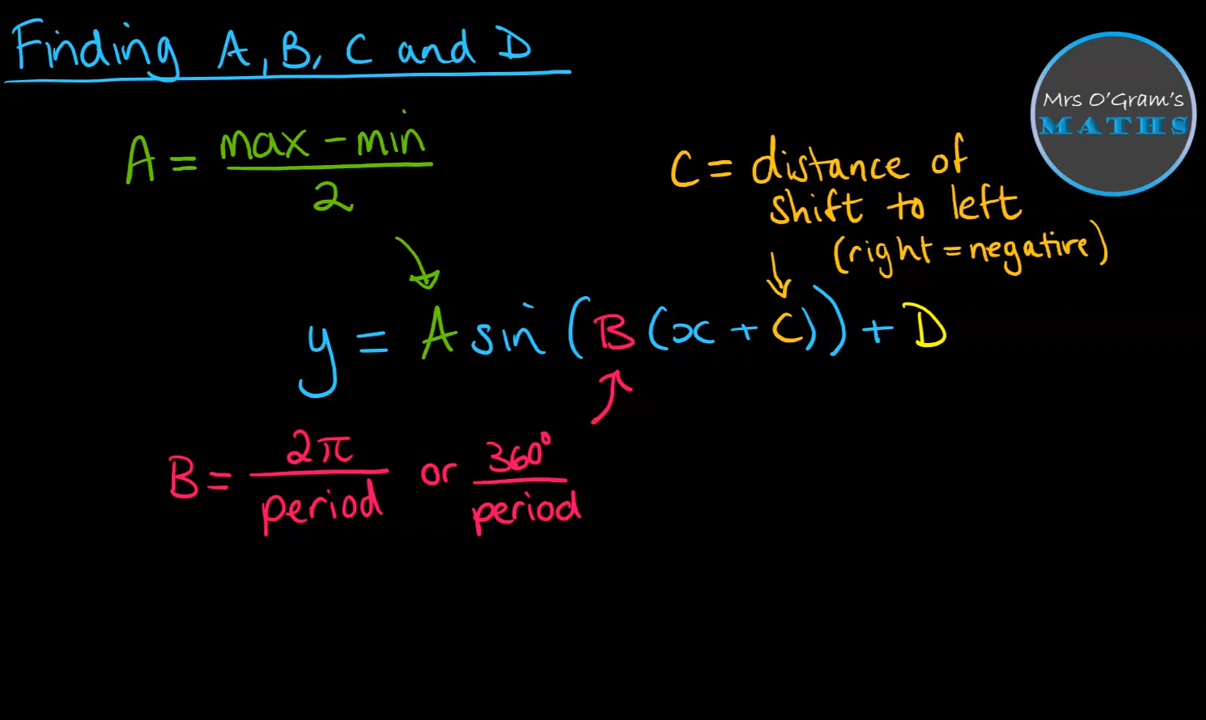 Finding A, B, C and D
Mrs O'Gram's
MATHS
A = max - min / 2
C = distance of
shift to left
(right = negative)
y = A sin (B (x + C)) + D
B = 2π / period or 360° / period